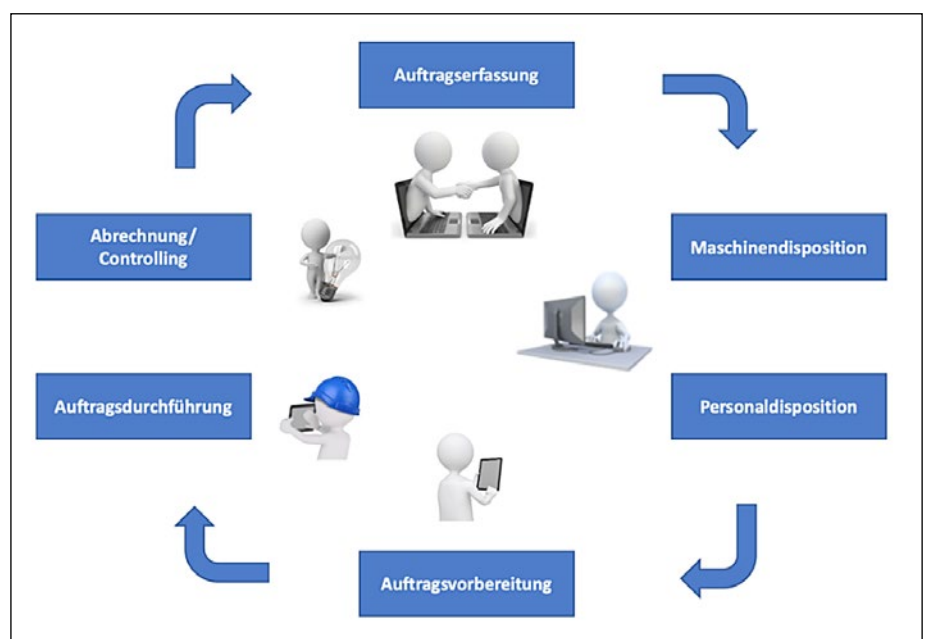 Auftragserfassung
Abrechnung/
Controlling
Maschinendisposition
Auftragsdurchführung
Personaldisposition
Auftragsvorbereitung